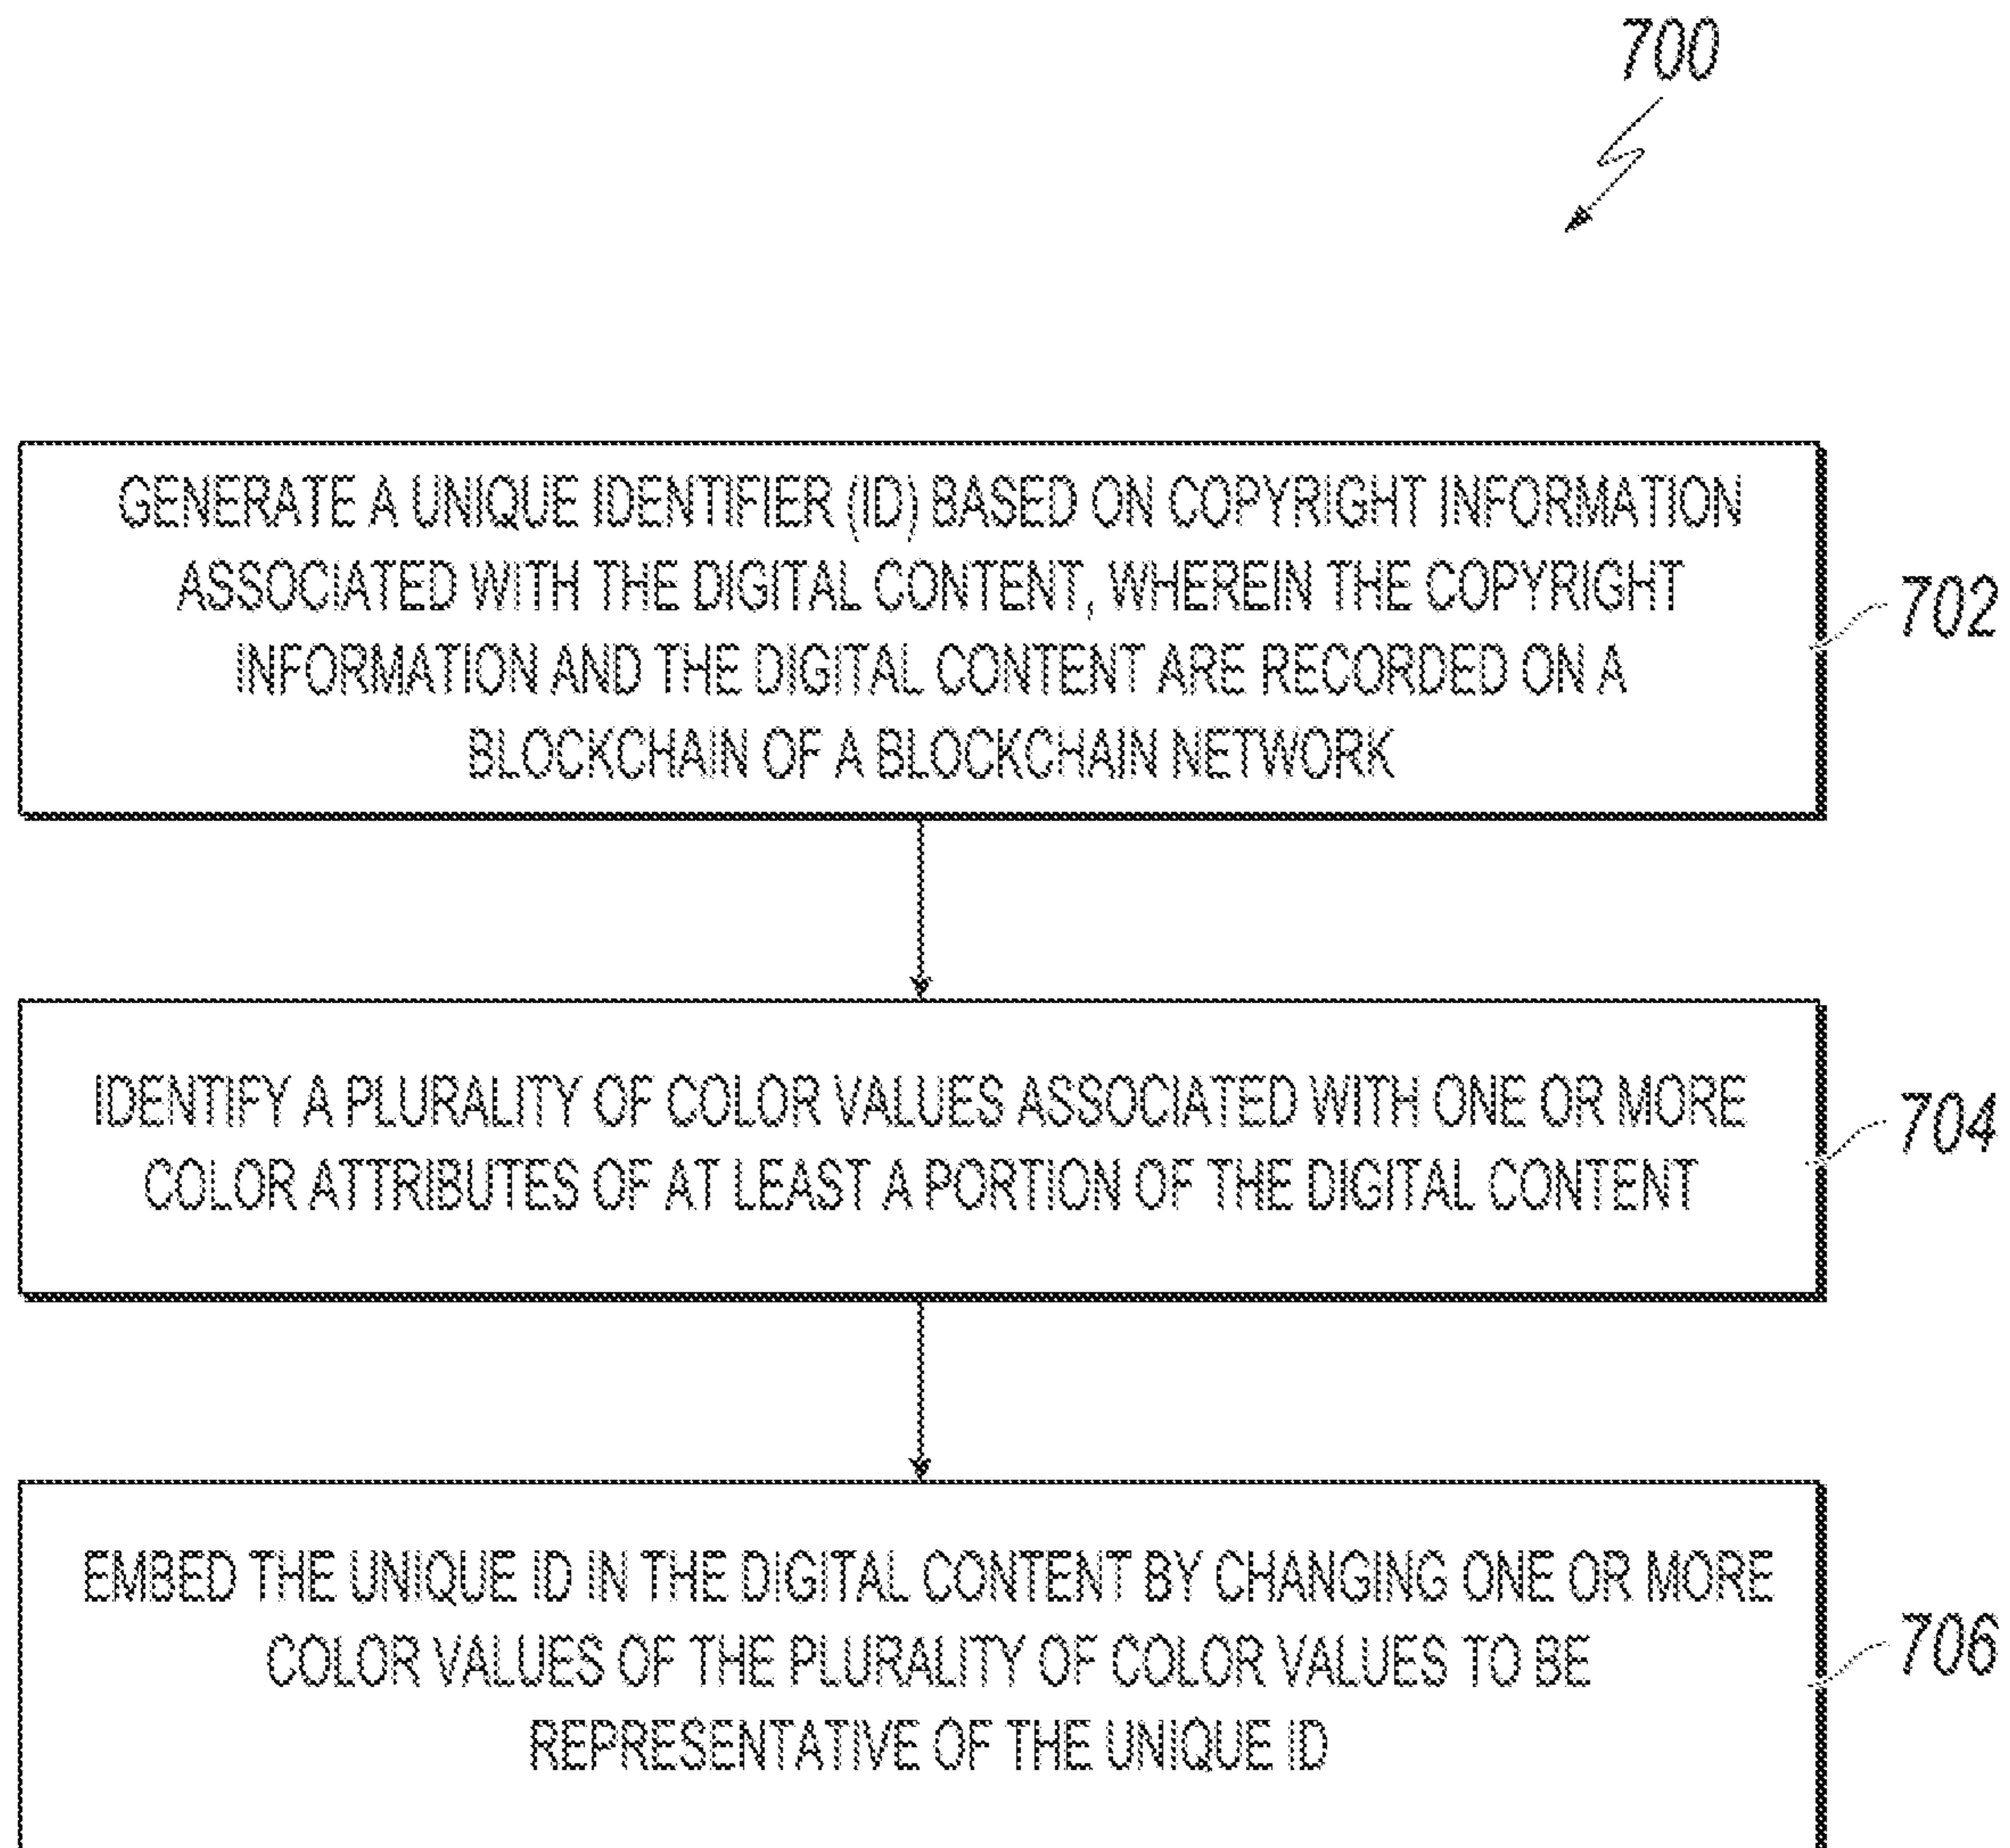 700
GENERATE A UNIQUE IDENTIFIER (ID) BASED ON COPYRIGHT INFORMATION
ASSOCIATED WITH THE DIGITAL CONTENT, WHEREIN THE COPYRIGHT
INFORMATION AND THE DIGITAL CONTENT ARE RECORDED ON A
BLOCKCHAIN OF A BLOCKCHAIN NETWORK
702
IDENTIFY A PLURALITY OF COLOR VALUES ASSOCIATED WITH ONE OR MORE
COLOR ATTRIBUTES OF AT LEAST A PORTION OF THE DIGITAL CONTENT
704
EMBED THE UNIQUE ID IN THE DIGITAL CONTENT BY CHANGING ONE OR MORE
COLOR VALUES OF THE PLURALITY OF COLOR VALUES TO BE
REPRESENTATIVE OF THE UNIQUE ID
706